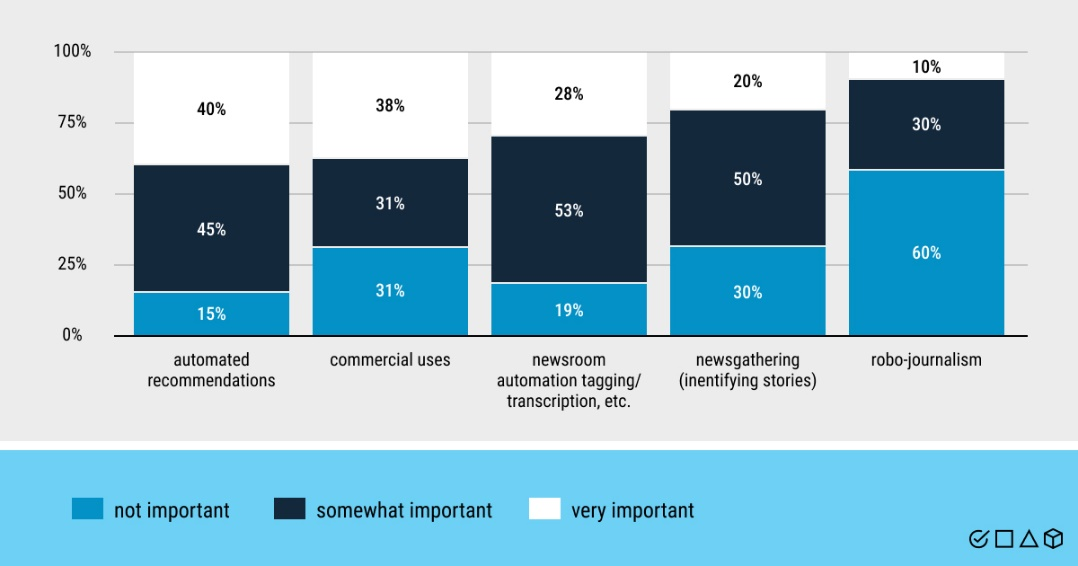 100%
75%
50%
25%
0%
40%
45%
15%
38%
31%
31%
28%
53%
19%
20%
50%
30%
10%
30%
60%
automated
recommendations
commercial uses
newsroom
automation tagging/
transcription, etc.
newsgathering
(inentifying stories)
robo-journalism
not important
somewhat important
very important